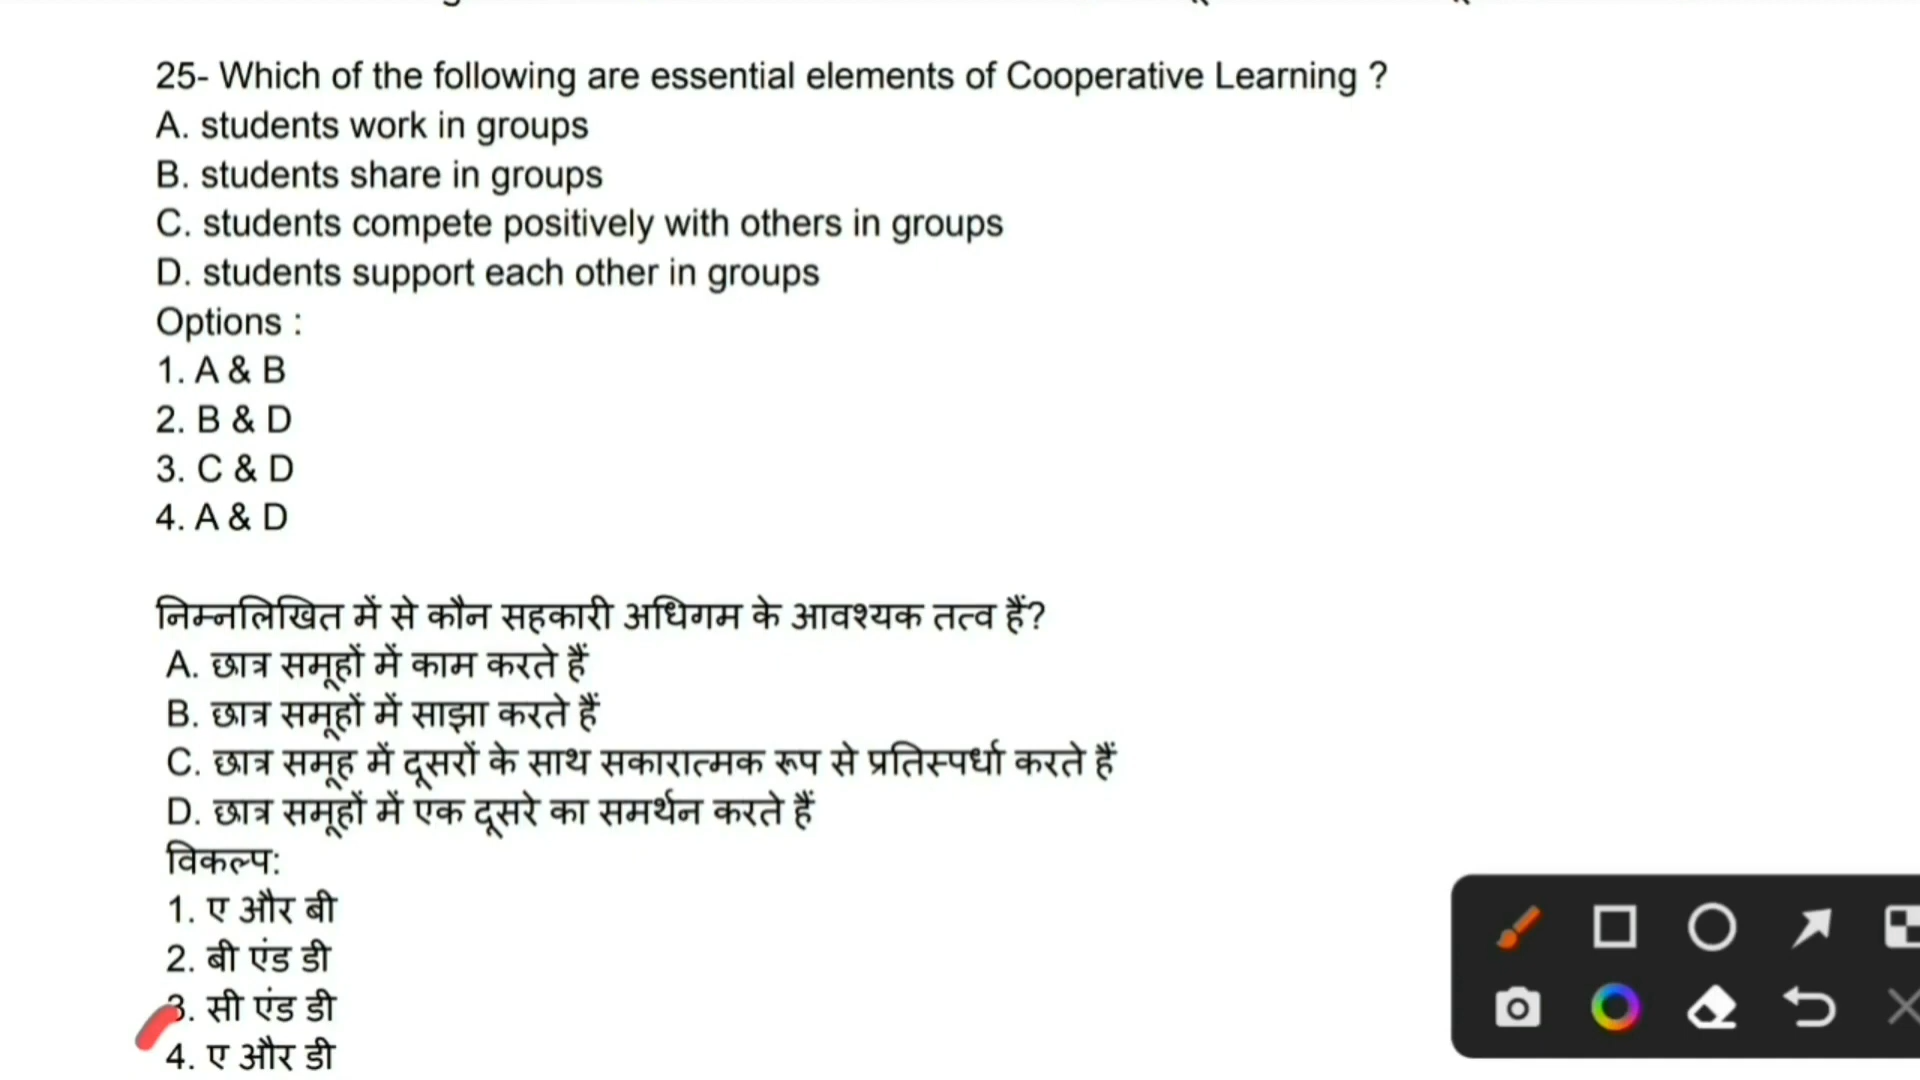 25- Which of the following are essential elements of Cooperative Learning ?
A. students work in groups
B. students share in groups
C. students compete positively with others in groups
D. students support each other in groups
Options :
1. A & B
2. B & D
3. C & D
4. A & D
निम्नलिखित में से कौन सहकारी अधिगम के आवश्यक तत्व हैं?
A. छात्र समूहों में काम करते हैं
B. छात्र समूहों में साझा करते हैं
C. छात्र समूह में दूसरों के साथ सकारात्मक रूप से प्रतिस्पर्धा करते हैं
D. छात्र समूहों में एक दूसरे का समर्थन करते हैं
विकल्प:
1. ए और बी
2. बी एंड डी
3. सी एंड डी
4. ए और डी